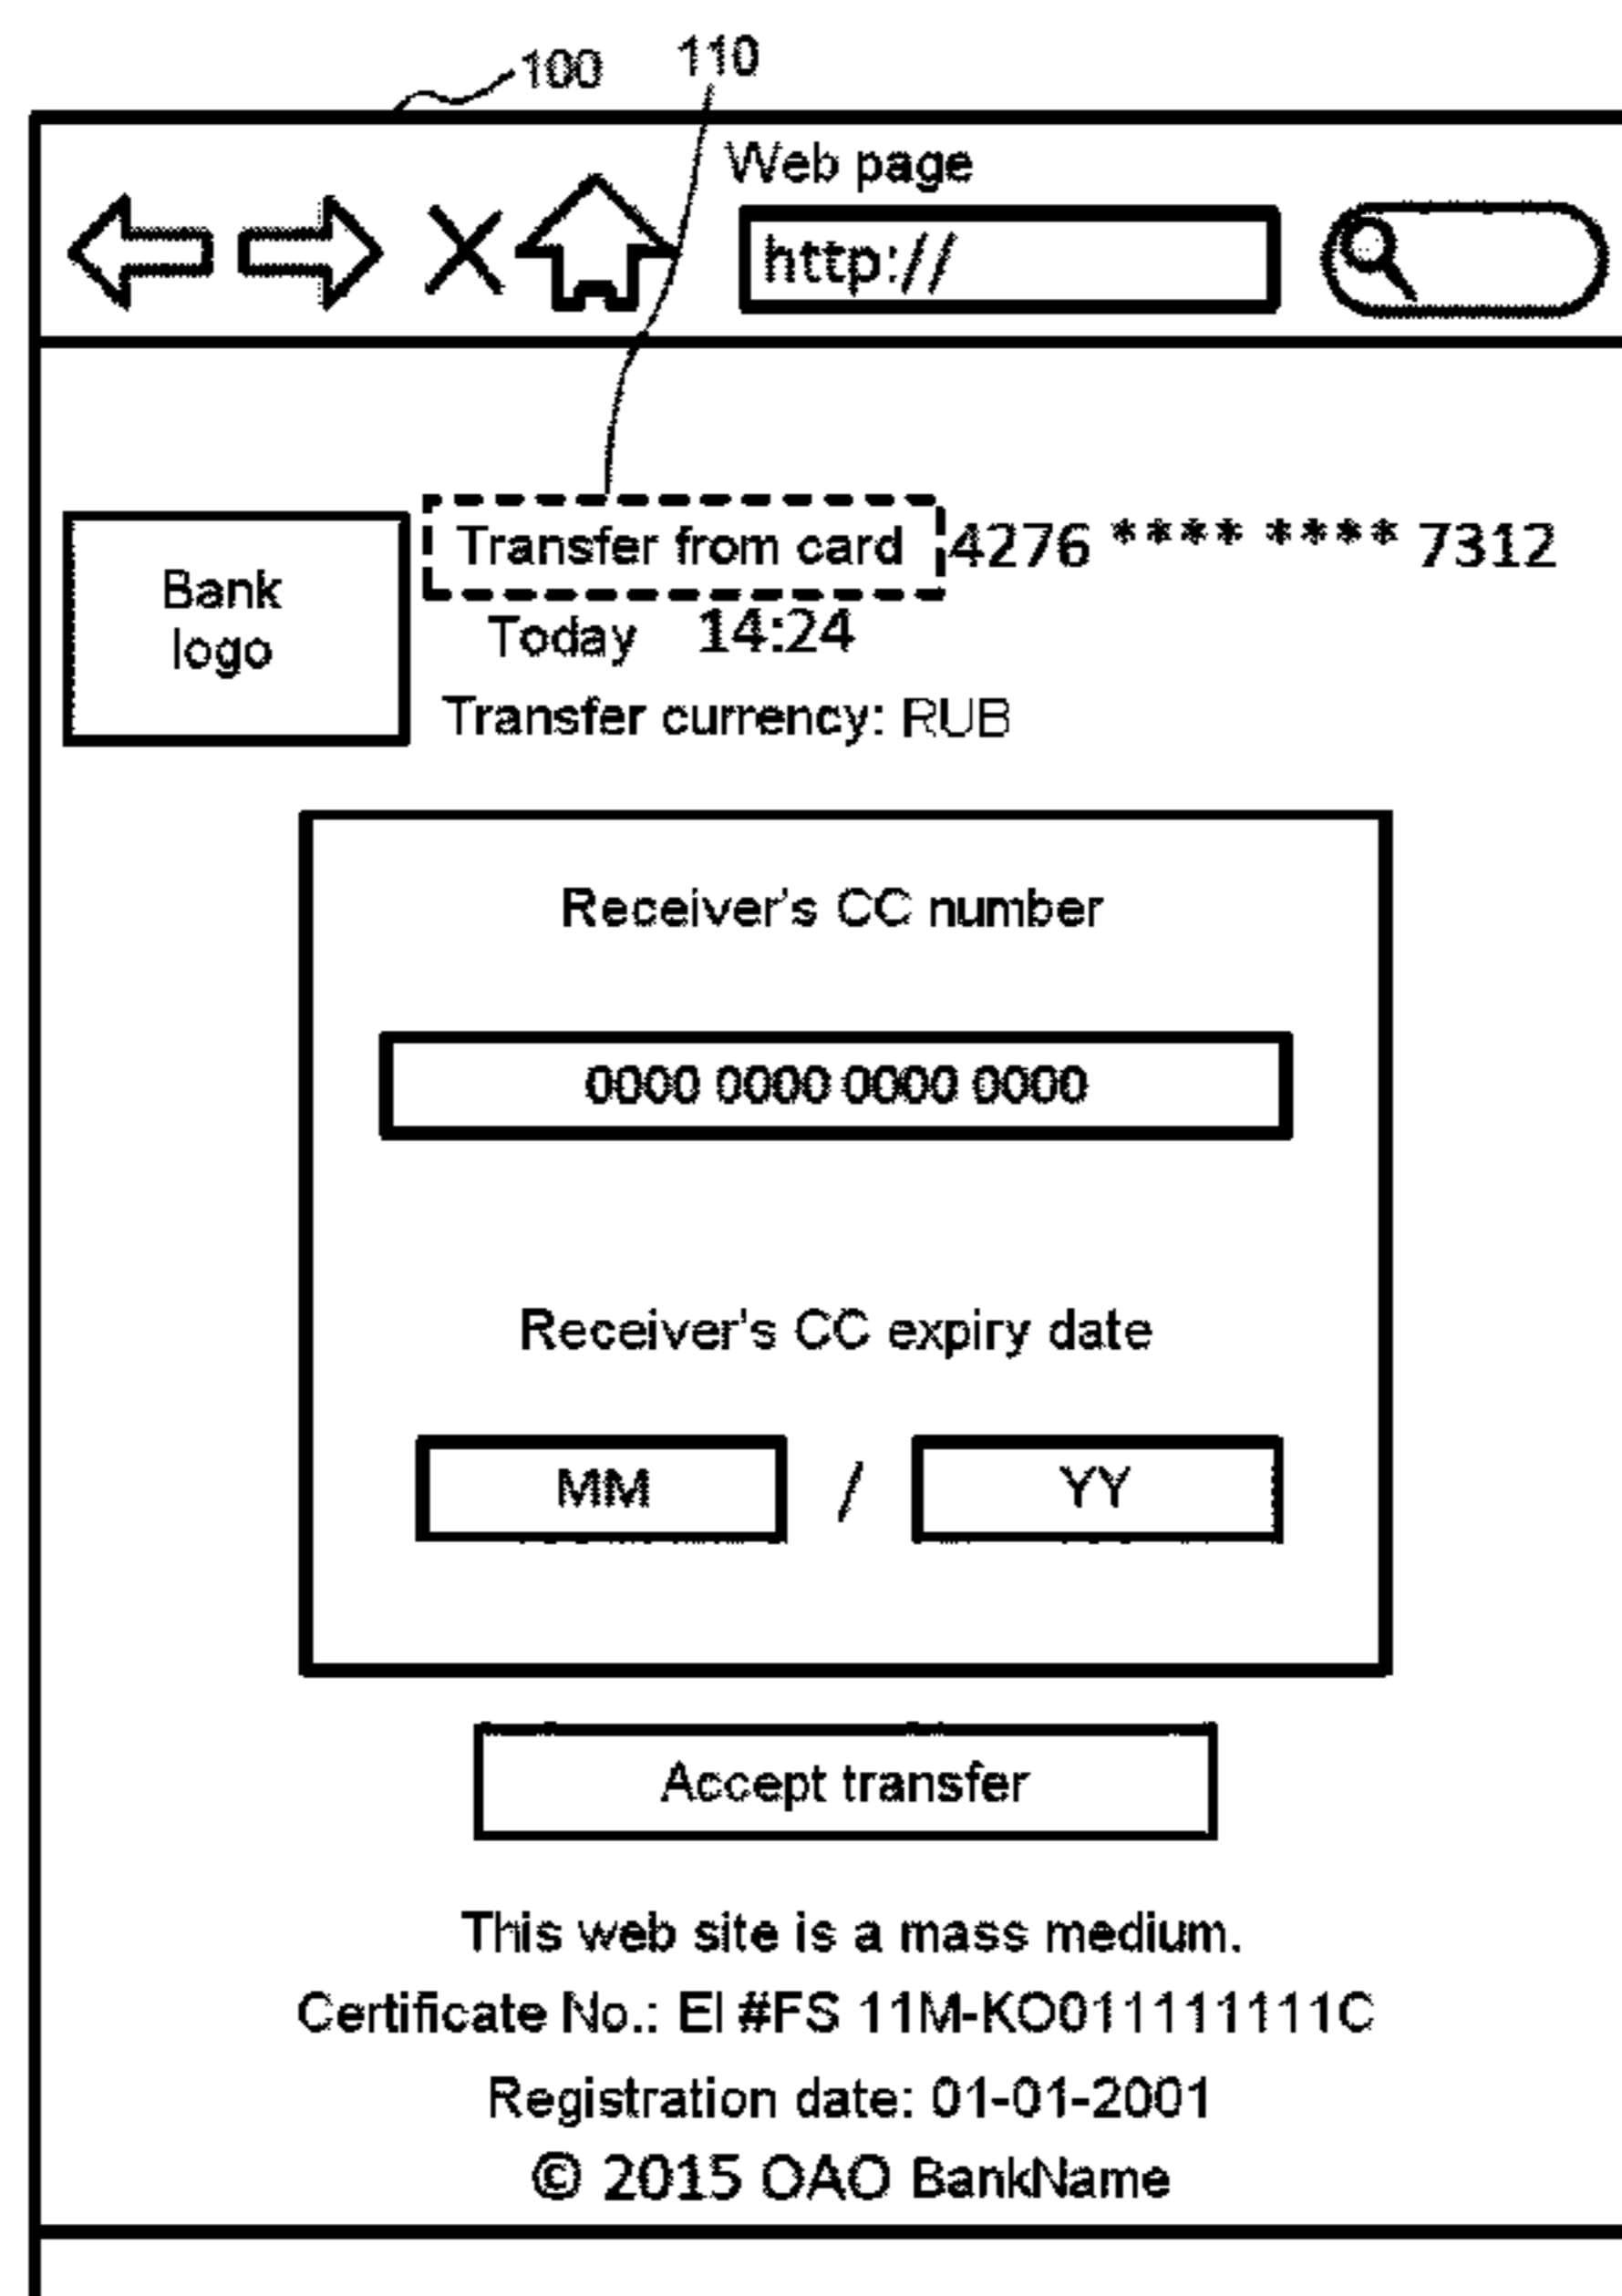 100
110
Web page
http://
Transfer from card 4276 **** **** 7312
Bank
logo
Today 14:24
Transfer currency: RUB
Receiver's CC number
0000 0000 0000 0000
Receiver's CC expiry date
MM / YY
Accept transfer
This web site is a mass medium.
Certificate No.: EI #FS 11M-KO011111111C
Registration date: 01-01-2001
© 2015 OAO BankName